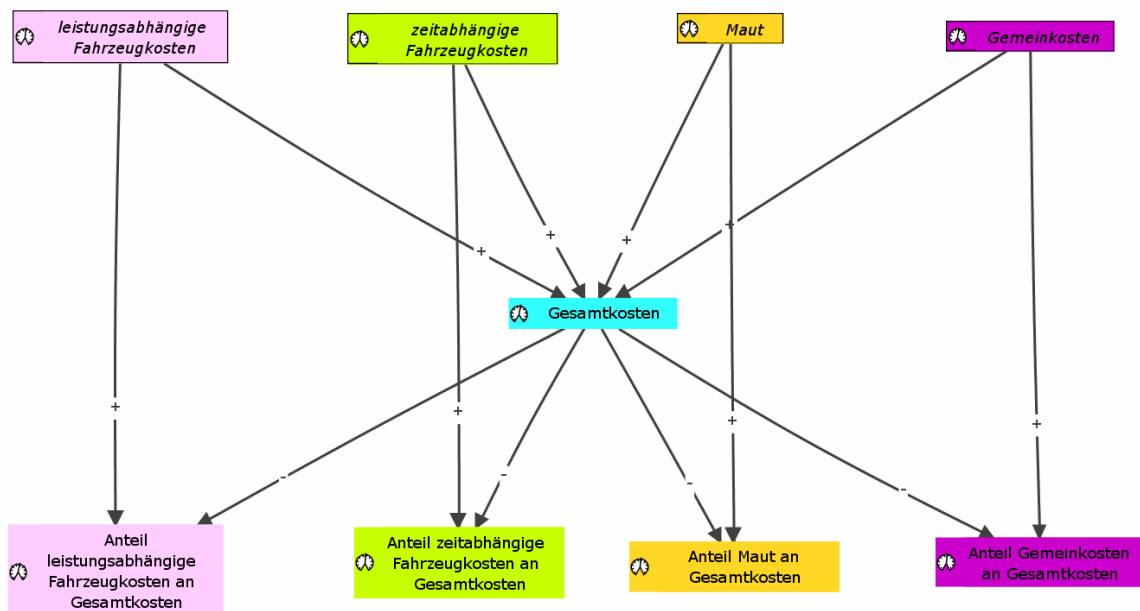 leistungsabhängige
Fahrzeugkosten
zeitabhängige
Fahrzeugkosten
Maut
Gemeinkosten
+
+
+
+
Gesamtkosten
+
+
+
+
-
-
-
-
Anteil
leistungsabhängige
Fahrzeugkosten an
Gesamtkosten
Anteil zeitabhängige
Fahrzeugkosten an
Gesamtkosten
Anteil Maut an
Gesamtkosten
Anteil Gemeinkosten
an Gesamtkosten